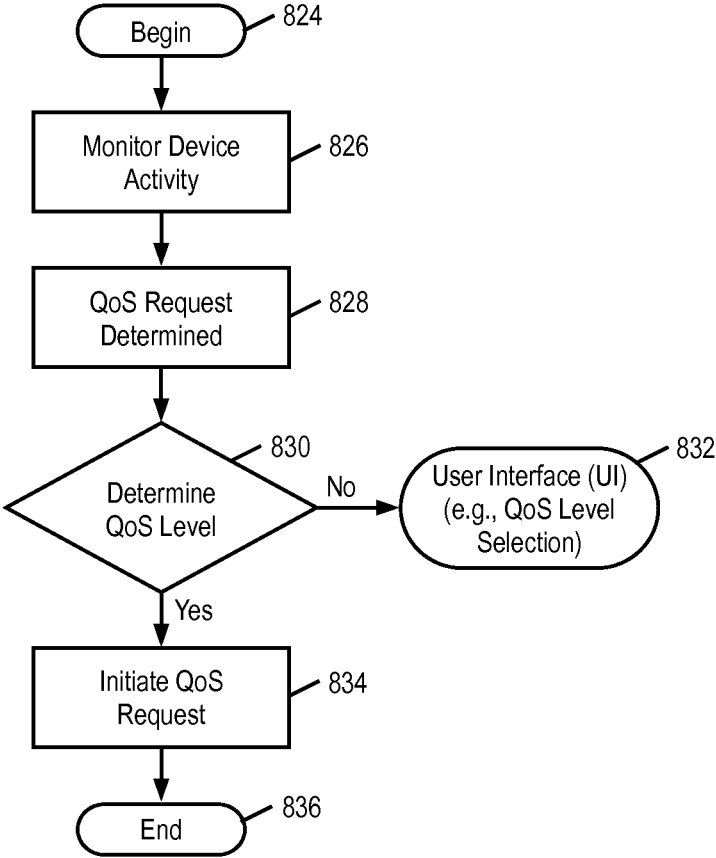 Begin
824
Monitor Device
Activity
826
QoS Request
Determined
828
830
Determine
QoS Level
No
User Interface (UI)
(e.g., QoS Level
Selection)
832
Yes
Initiate QoS
Request
834
End
836